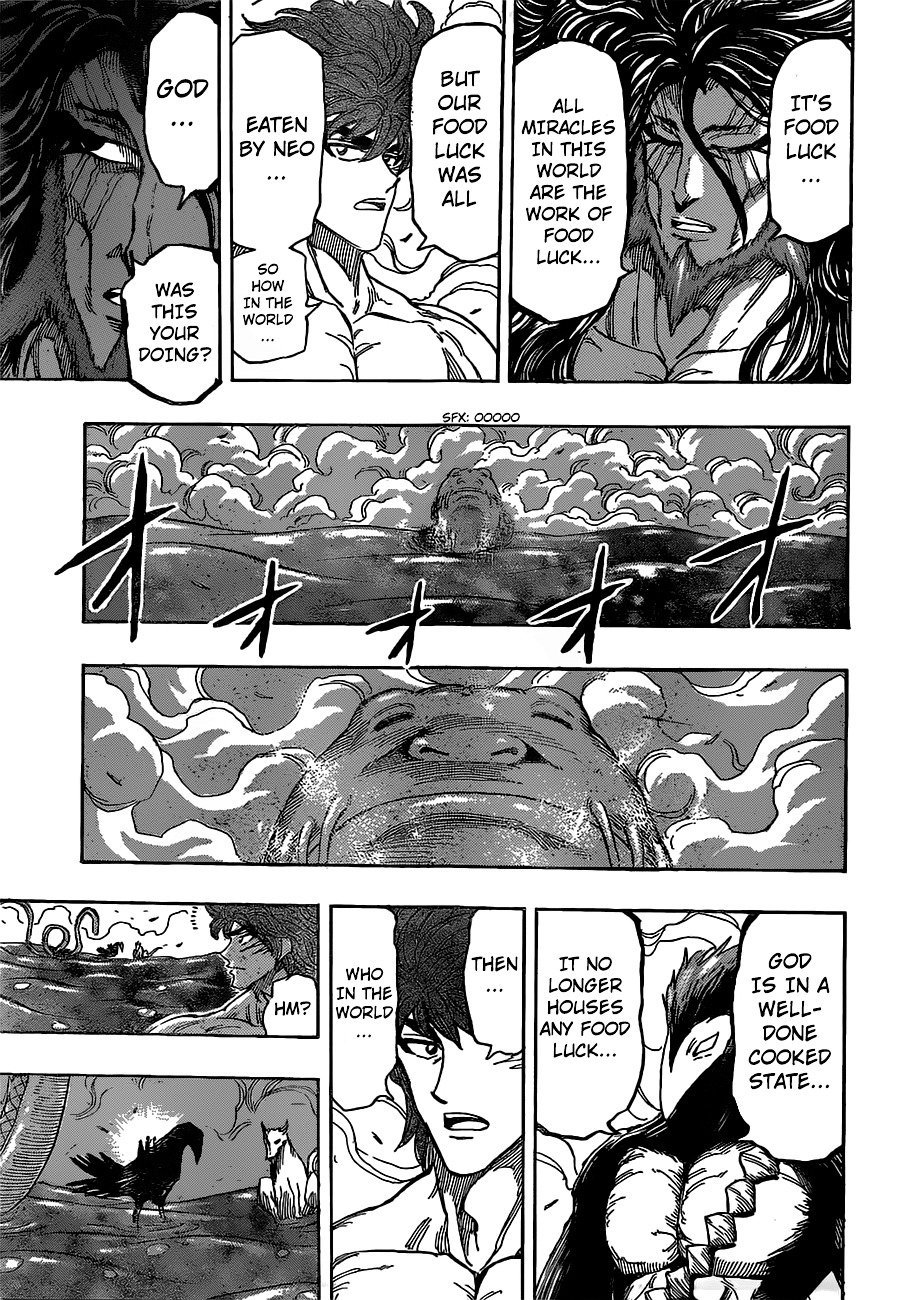 IT'S
FOOD
LUCK
...
ALL
MIRACLES
IN THIS
WORLD
ARE THE
WORK OF
FOOD
LUCK...
BUT
OUR
FOOD
LUCK
WAS
ALL
EATEN
BY NEO
...
SO
HOW
IN THE
WORLD
...
GOD
...
WAS
THIS
YOUR
DOING?
SFX: OOOOO
GOD
IS IN A
WELL-
DONE
COOKED
STATE...
IT NO
LONGER
HOUSES
ANY FOOD
LUCK...
THEN
...
WHO
IN THE
WORLD
...
HM?